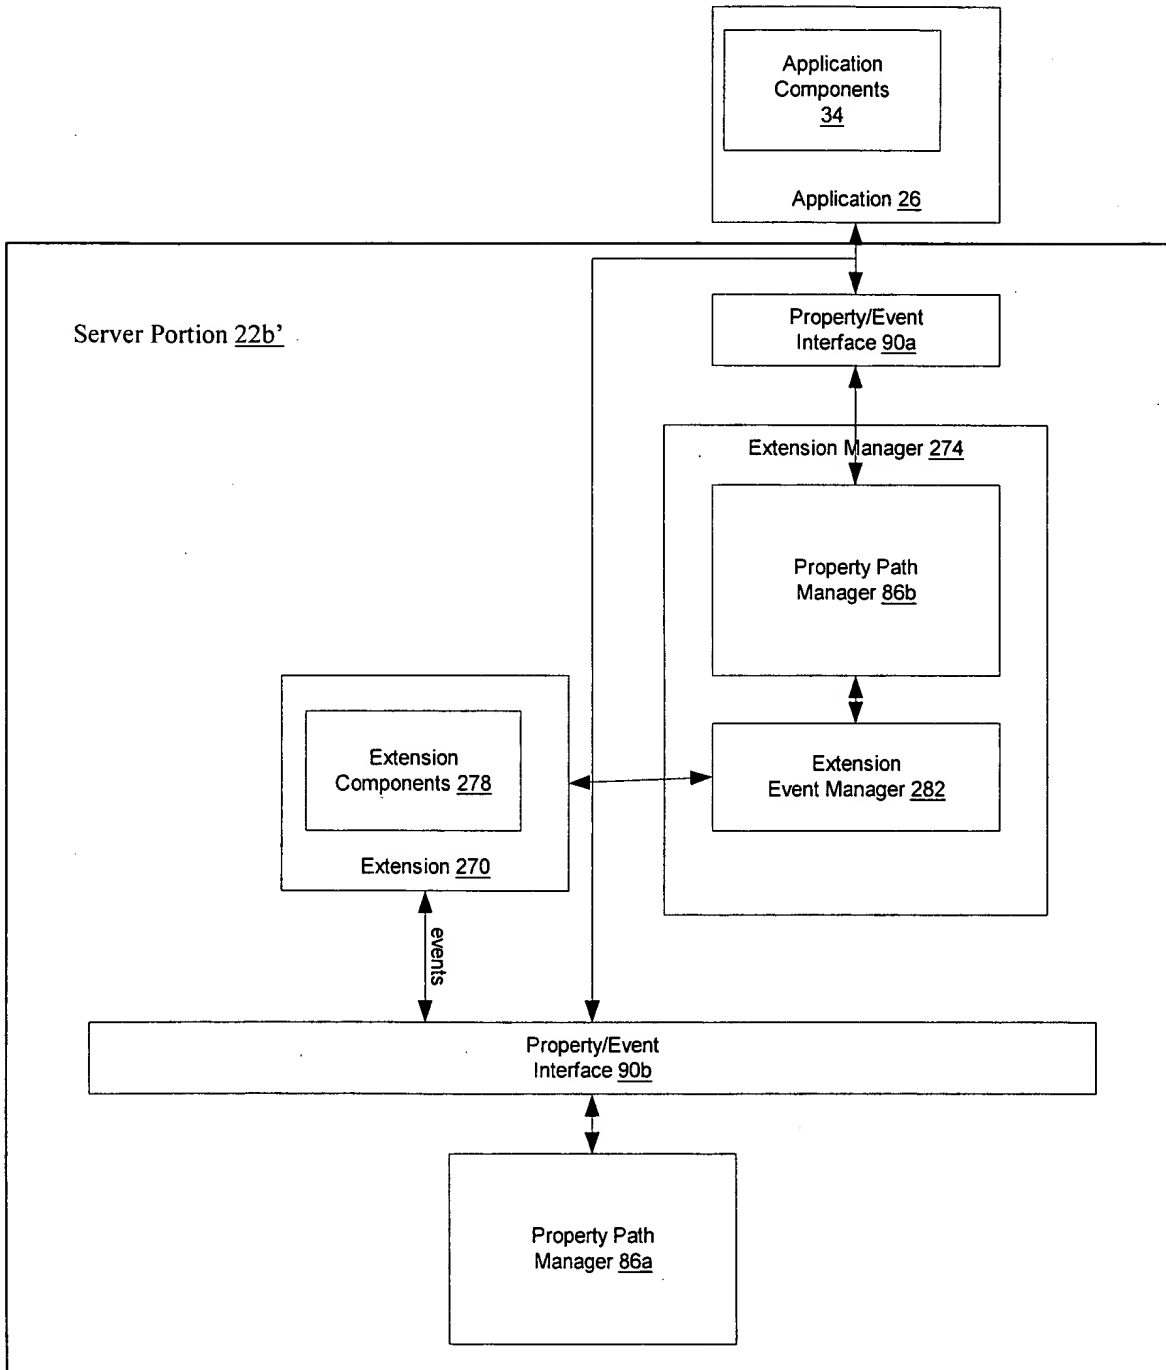 Application
Components
34
Application 26
Server Portion 22b’
Property/Event
Interface 90a
Extension Manager 274
Property Path
Manager 86b
Extension
Components 278
Extension
Event Manager 282
Extension 270
events
Property/Event
Interface 90b
Property Path
Manager 86a